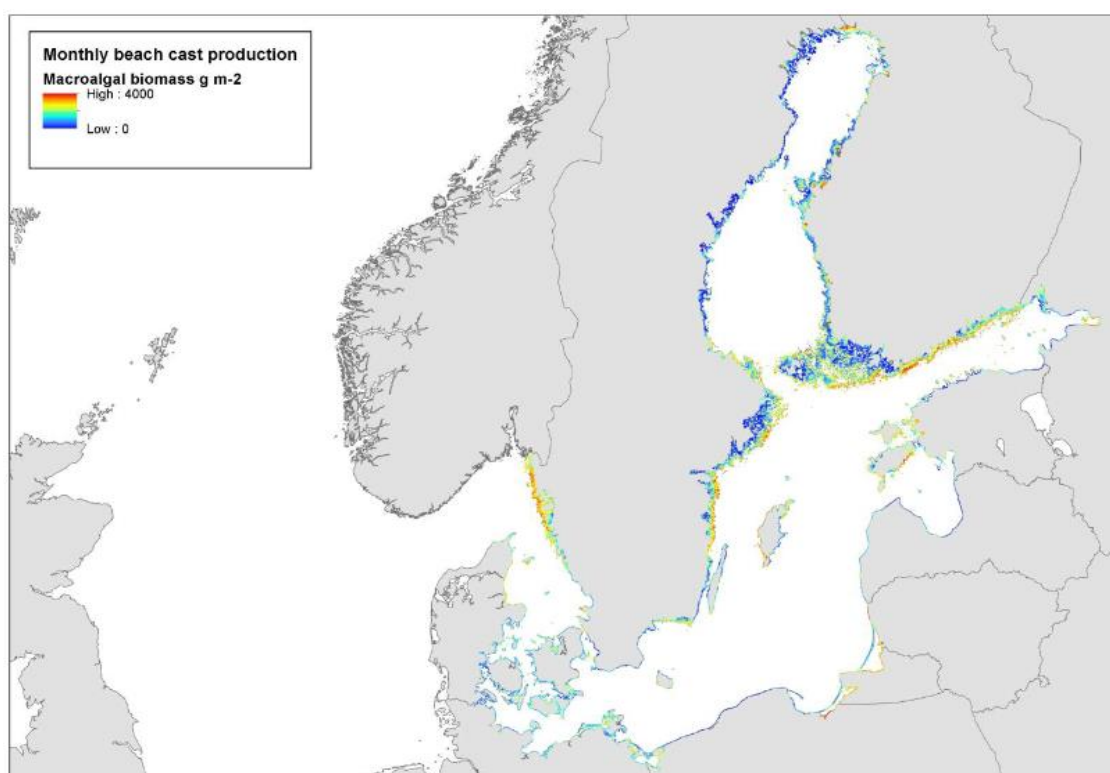 Monthly beach cast production
Macroalgal biomass g m-2
High : 4000
Low : 0